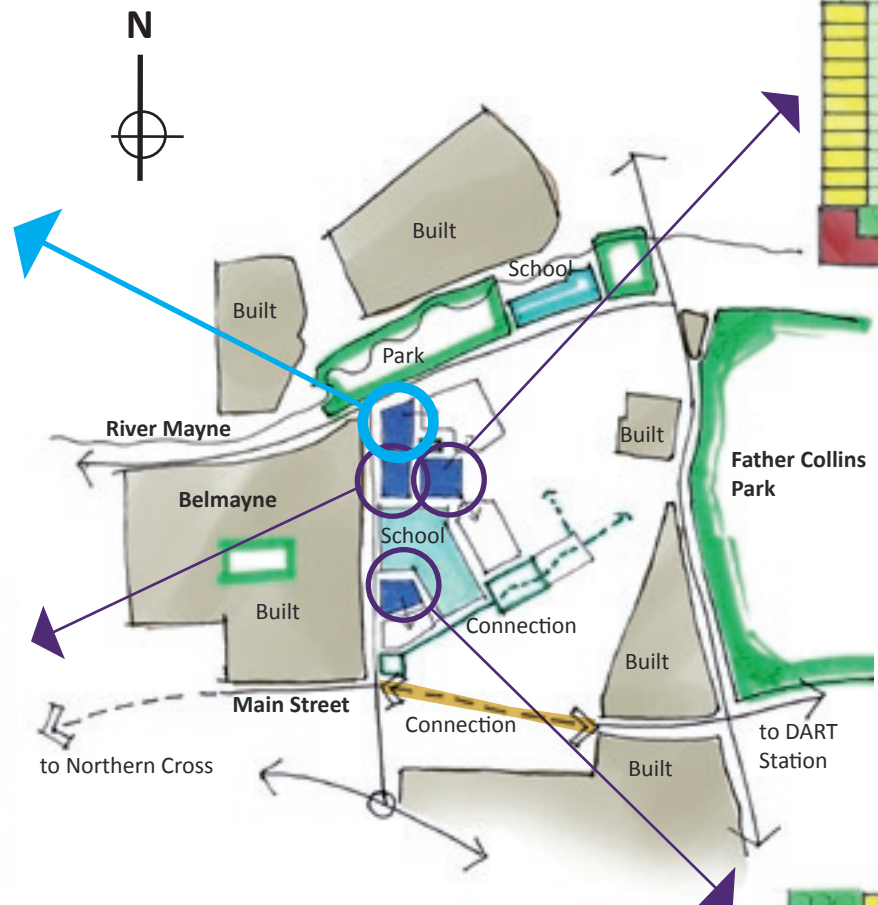 N
Built
School
Built
Park
River Mayne
Built
Father Collins
Park
Belmayne
School
Built
Connection
Built
Main Street
Connection
to DART
Station
to Northern Cross
Built